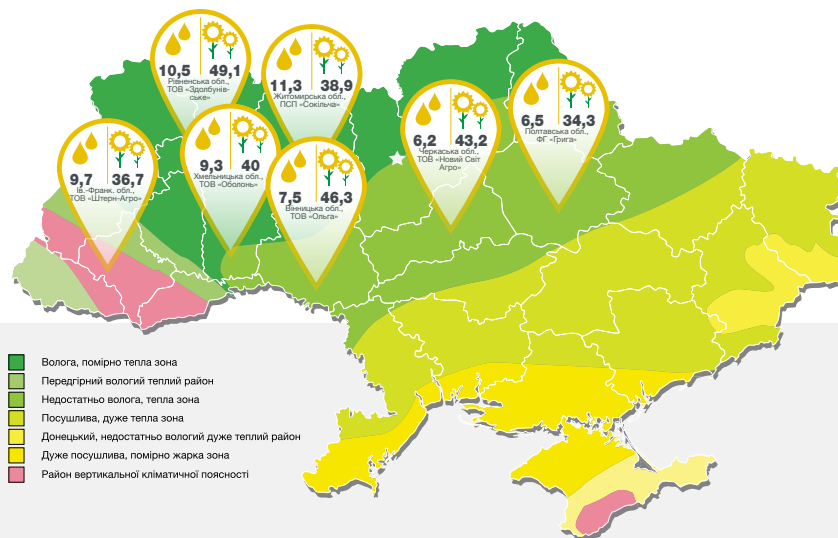 10,5 49,1
Рівненська обл.,
ТОВ «Здолбунів-
ське»
11,3 38,9
Житомирська обл.,
ПСП «Сокільча»
6,5 34,3
Полтавська обл.,
ФГ «Грига»
6,2 43,2
Черкаська обл.,
ТОВ «Новий Світ
Агро»
9,3 40
Хмельницька обл.,
ТОВ «Оболонь»
9,7 36,7
Ів.-Франк. обл.,
ТОВ «Штерн-Агро»
7,5 46,3
Вінницька обл.,
ТОВ «Ольга»
Волога, помірно тепла зона
Передгірний вологий теплий район
Недостатньо волога, тепла зона
Посушлива, дуже тепла зона
Донецький, недостатньо вологий дуже теплий район
Дуже посушлива, помірно жарка зона
Район вертикальної кліматичної поясності